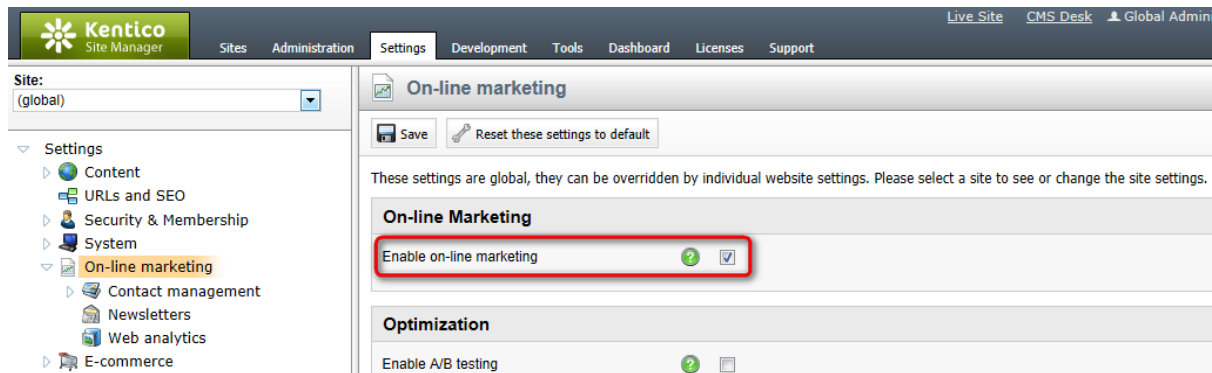 Live Site CMS Desk Global Admini
Kentico
Site Manager
Sites Administration Settings Development Tools Dashboard Licenses Support
Site:
(global)
On-line marketing
Save Reset these settings to default
Settings
Content
URLs and SEO
Security & Membership
System
On-line marketing
Contact management
Newsletters
Web analytics
E-commerce
These settings are global, they can be overridden by individual website settings. Please select a site to see or change the site settings.
On-line Marketing
Enable on-line marketing ?
Optimization
Enable A/B testing ?